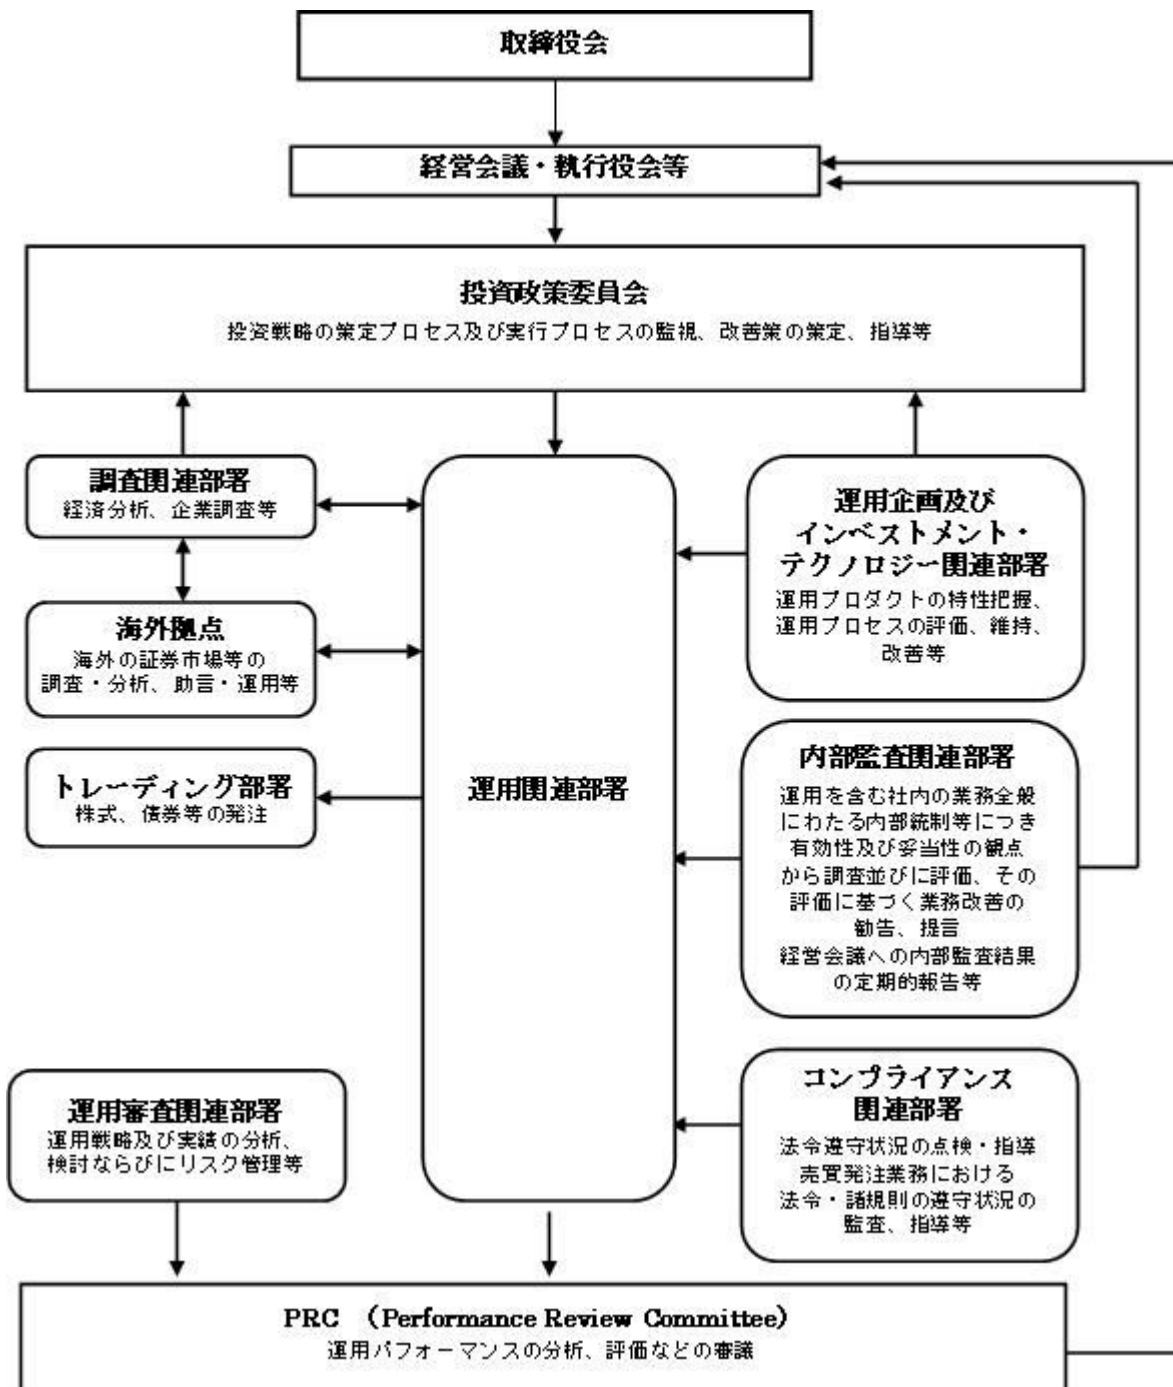 取締役会
経営会議・執行役会等
投資政策委員会
投資戦略の策定プロセス及び実行プロセスの監視、改善策の策定、指導等
調査関連部署
経済分析、企業調査等
海外拠点
海外の証券市場等の
調査・分析、助言・運用等
トレーディング部署
株式、債券等の発注
運用関連部署
運用企画及び
インベストメント・
テクノロジー関連部署
運用プロダクトの特性把握、
運用プロセスの評価、維持、
改善等
内部監査関連部署
運用を含む社内の業務全般
にわたる内部統制等につき
有効性及び妥当性の観点
から調査並びに評価、その
評価に基づく業務改善の
勧告、提言
経営会議への内部監査結果
の定期的報告等
コンプライアンス
関連部署
法令遵守状況の点検・指導
売買発注業務における
法令・諸規則の遵守状況の
監査、指導等
運用審査関連部署
運用戦略及び実績の分析、
検討ならびにリスク管理等
PRC （Performance Review Committee）
運用パフォーマンスの分析、評価などの審議